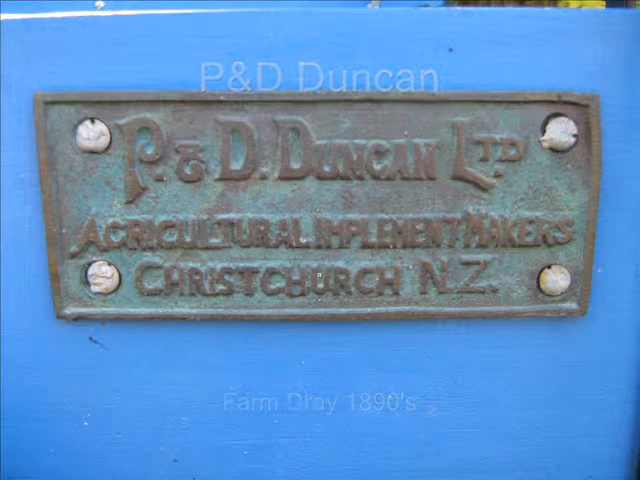 P&D Duncan
P. & D. DUNCAN LTD
AGRICULTURAL IMPLEMENT MAKERS
CHRISTCHURCH N.Z.
Farm Dray 1890's